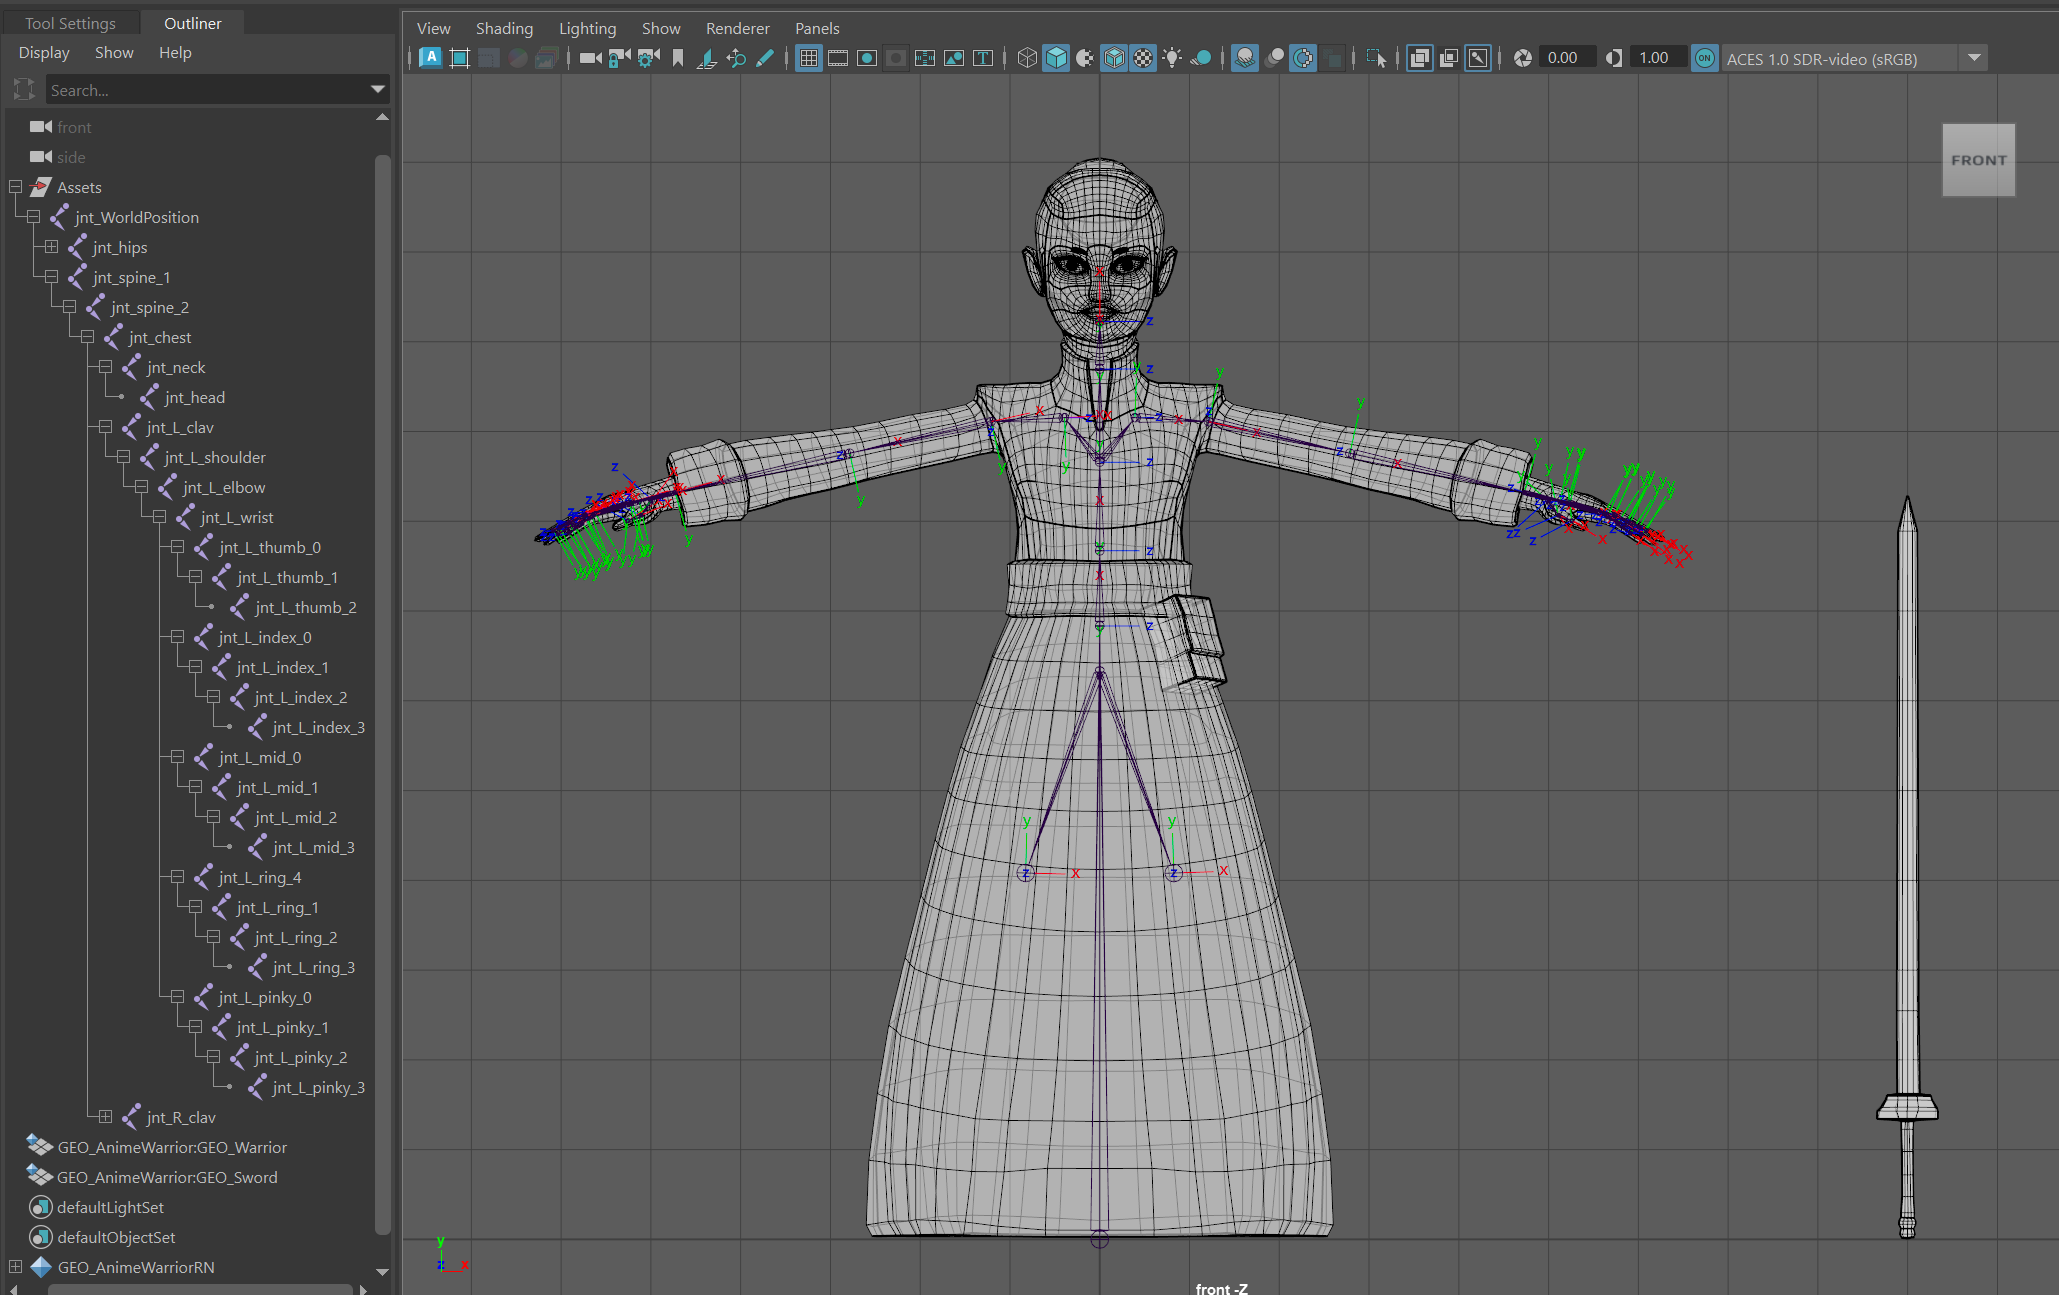 Tool Settings Outliner
Display Show Help
Search...
front
side
Assets
jnt_WorldPosition
jnt_hips
jnt_spine_1
jnt_spine_2
jnt_chest
jnt_neck
jnt_head
jnt_L_clav
jnt_L_shoulder
jnt_L_elbow
jnt_L_wrist
jnt_L_thumb_0
jnt_L_thumb_1
jnt_L_thumb_2
jnt_L_index_0
jnt_L_index_1
jnt_L_index_2
jnt_L_index_3
jnt_L_mid_0
jnt_L_mid_1
jnt_L_mid_2
jnt_L_mid_3
jnt_L_ring_4
jnt_L_ring_1
jnt_L_ring_2
jnt_L_ring_3
jnt_L_pinky_0
jnt_L_pinky_1
jnt_L_pinky_2
jnt_L_pinky_3
jnt_R_clav
GEO_AnimeWarrior:GEO_Warrior
GEO_AnimeWarrior:GEO_Sword
defaultLightSet
defaultObjectSet
GEO_AnimeWarriorRN
View Shading Lighting Show Renderer Panels
0.00 1.00 ON ACES 1.0 SDR-video (sRGB)
FRONT
y
z x
y
z x
y
z x
front -Z